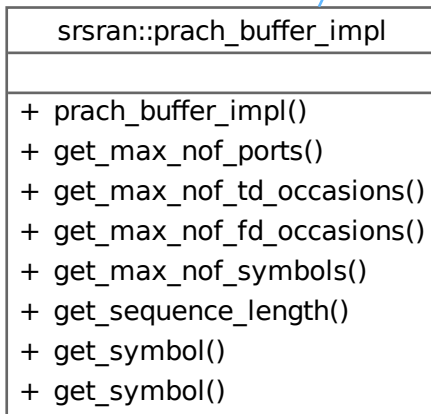 srsran::prach_buffer_impl
+ prach_buffer_impl()
+ get_max_nof_ports()
+ get_max_nof_td_occasions()
+ get_max_nof_fd_occasions()
+ get_max_nof_symbols()
+ get_sequence_length()
+ get_symbol()
+ get_symbol()